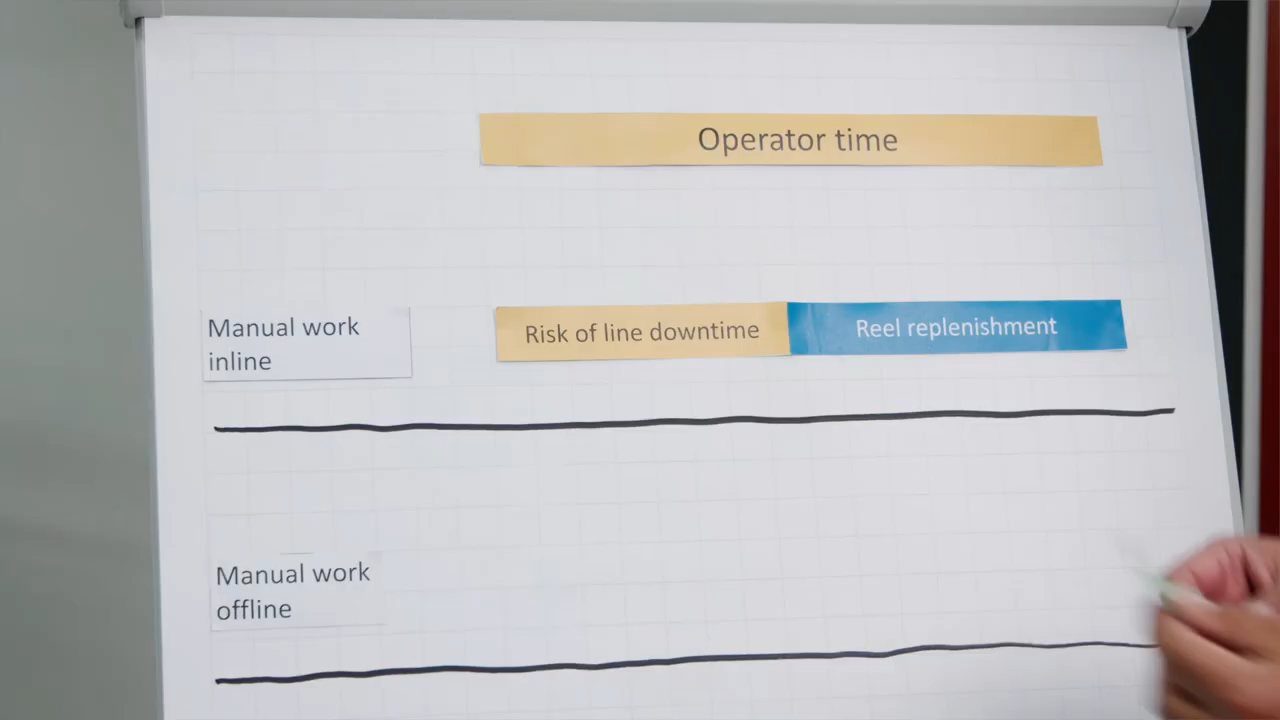 Operator time
Manual work
inline
Risk of line downtime
Reel replenishment
Manual work
offline